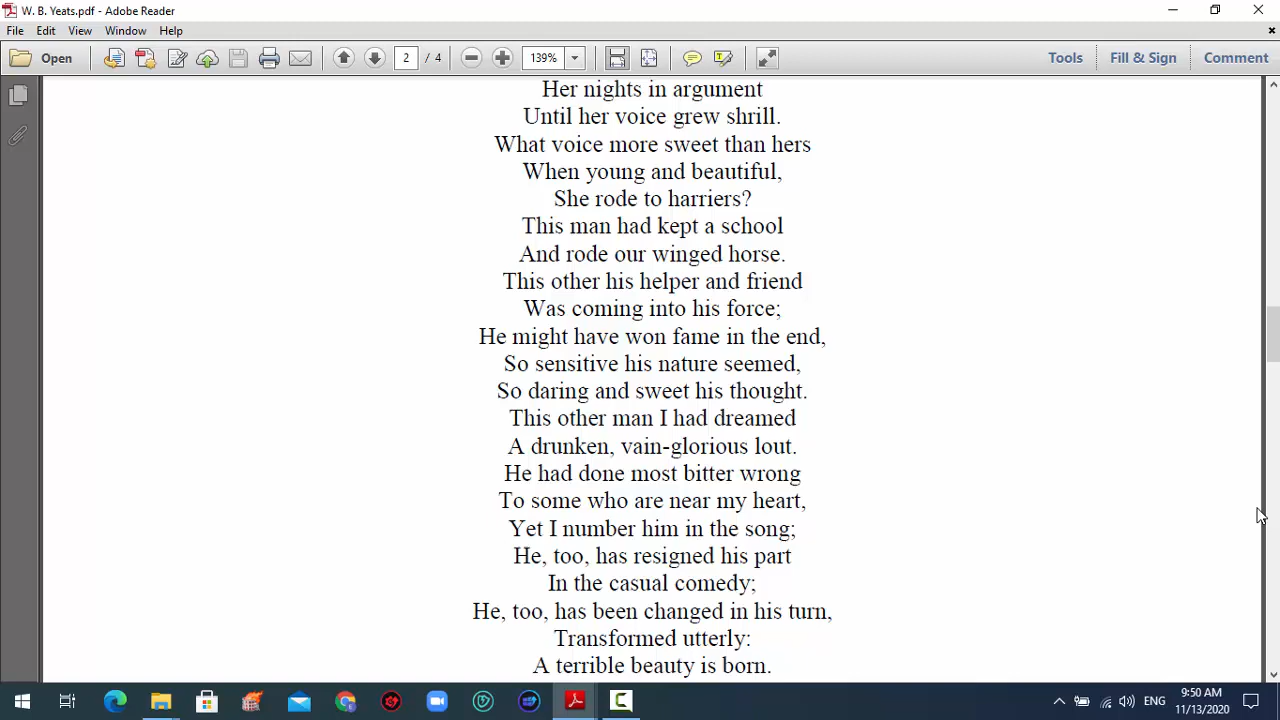 W. B. Yeats.pdf - Adobe Reader
File Edit View Window Help
Open 2 / 4 139% Tools Fill & Sign Comment
Her nights in argument
Until her voice grew shrill.
What voice more sweet than hers
When young and beautiful,
She rode to harriers?
This man had kept a school
And rode our winged horse.
This other his helper and friend
Was coming into his force;
He might have won fame in the end,
So sensitive his nature seemed,
So daring and sweet his thought.
This other man I had dreamed
A drunken, vain-glorious lout.
He had done most bitter wrong
To some who are near my heart,
Yet I number him in the song;
He, too, has resigned his part
In the casual comedy;
He, too, has been changed in his turn,
Transformed utterly:
A terrible beauty is born.
ENG 9:50 AM
11/13/2020